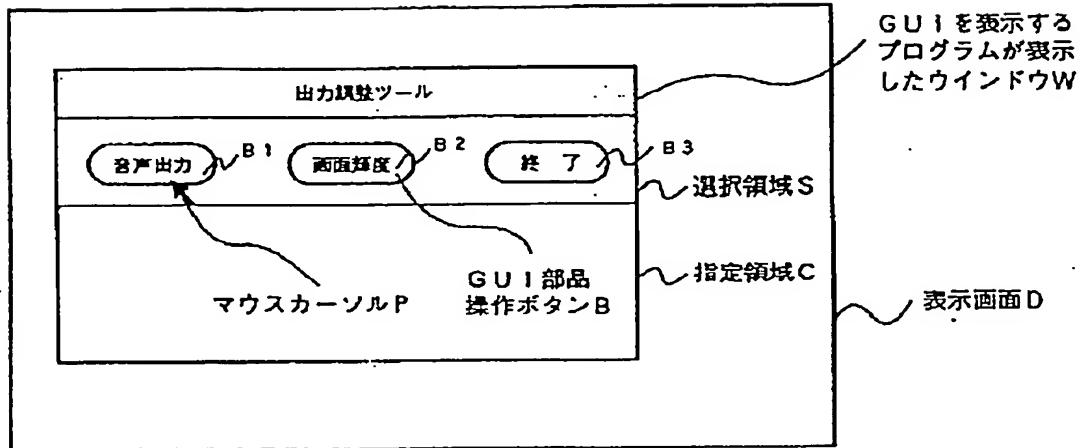 GUIを表示する
プログラムが表示
したウインドウW
出力調整ツール
音声出力
B1
画面輝度
B2
終 了
B3
選択領域S
指定領域C
GUI部品
操作ボタンB
マウスカーソルP
表示画面D